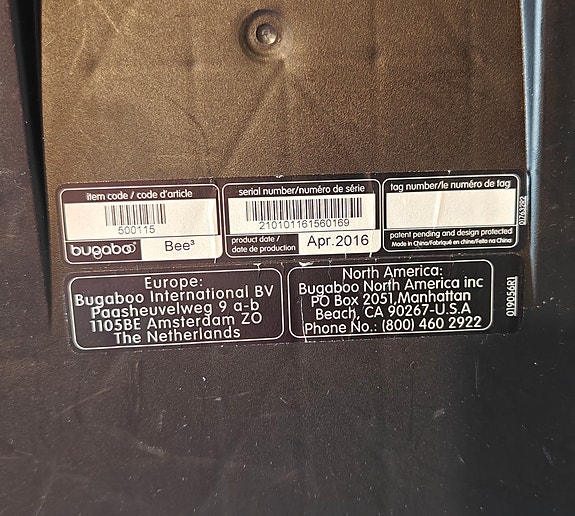 item code / code d'article
500115
bugaboo
Bee³
serial number/numéro de série
210101161560169
product date /
date de production
Apr.2016
tag number/le numéro de tag
patent pending and design protected
Made in China/Fabriqué en chine/Feito na China
0763292
Europe:
Bugaboo International BV
Paasheuvelweg 9 a-b
1105BE Amsterdam ZO
The Netherlands
North America:
Bugaboo North America inc
PO Box 2051,Manhattan
Beach, CA 90267-U.S.A
Phone No.: (800) 460 2922
019056R1